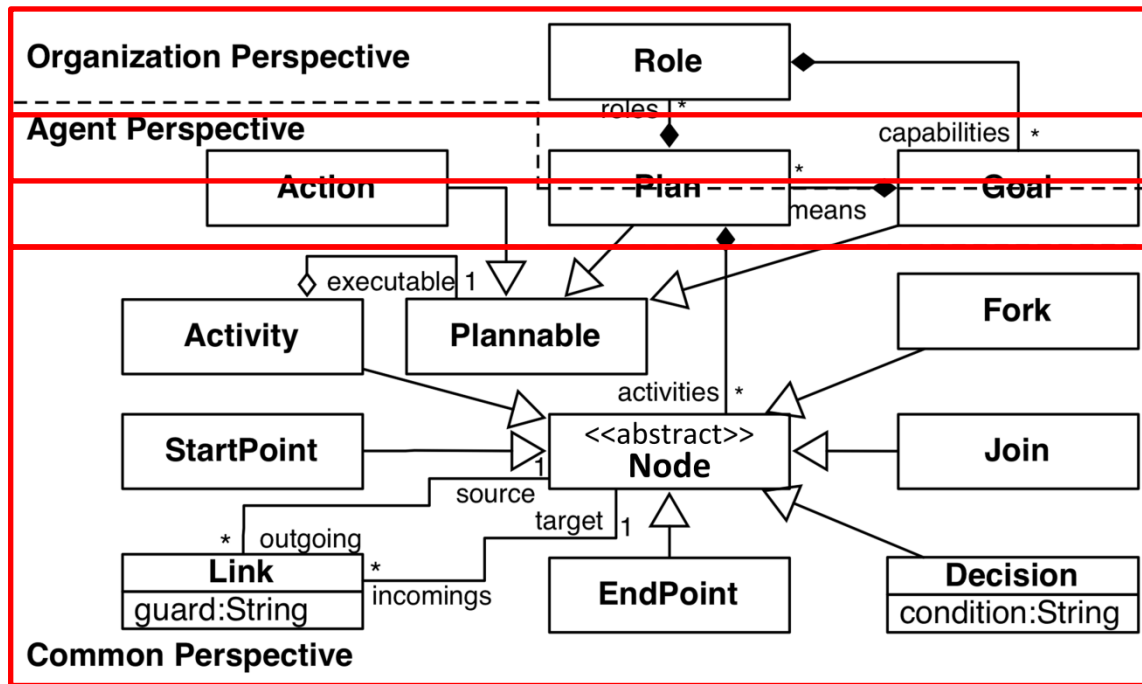 Organization Perspective
Role
roles *
Agent Perspective
capabilities *
Action
Plan
*
Goal
means
executable 1
Activity
Plannable
Fork
activities *
StartPoint
<<abstract>>
Node
Join
1
source
target 1
* outgoing
*
incomings
Link
guard:String
EndPoint
Decision
condition:String
Common Perspective